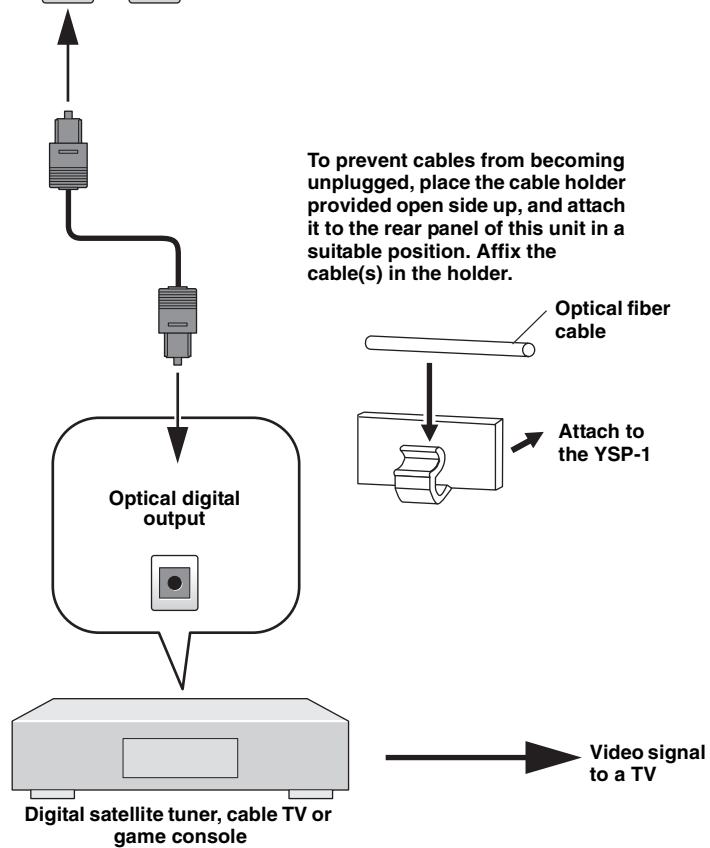 To prevent cables from becoming
unplugged, place the cable holder
provided open side up, and attach
it to the rear panel of this unit in a
suitable position. Affix the
cable(s) in the holder.
Optical fiber
cable
Attach to
the YSP-1
Optical digital
output
Video signal
to a TV
Digital satellite tuner, cable TV or
game console